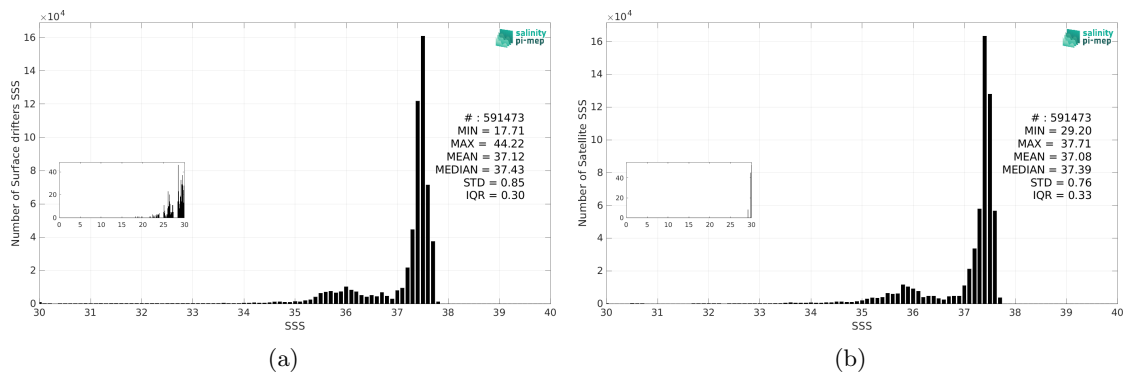 ×10⁴
16
14
12
10
8
6
4
2
0
Number of Surface drifters SSS
salinity
pi-mep
# : 591473
MIN = 17.71
MAX = 44.22
MEAN = 37.12
MEDIAN = 37.43
STD = 0.85
IQR = 0.30
40
20
0
0 5 10 15 20 25 30
30 31 32 33 34 35 36 37 38 39 40
SSS
(a)
×10⁴
16
14
12
10
8
6
4
2
0
Number of Satellite SSS
salinity
pi-mep
# : 591473
MIN = 29.20
MAX = 37.71
MEAN = 37.08
MEDIAN = 37.39
STD = 0.76
IQR = 0.33
40
20
0
0 5 10 15 20 25 30
30 31 32 33 34 35 36 37 38 39 40
SSS
(b)